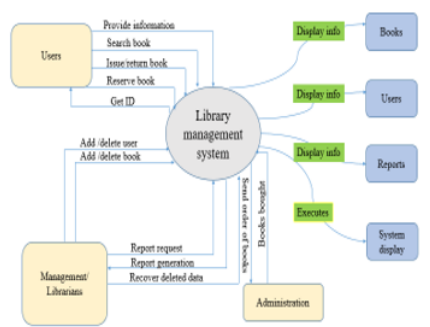 Provide information
Search book
Issue/return book
Reserve book
Get ID
Users
Display info
Books
Display info
Users
Library
management
system
Display info
Reports
Add /delete user
Add /delete book
Executes
System
display
Send order of books
Books bought
Report request
Report generation
Recover deleted data
Management/
Librarians
Administration